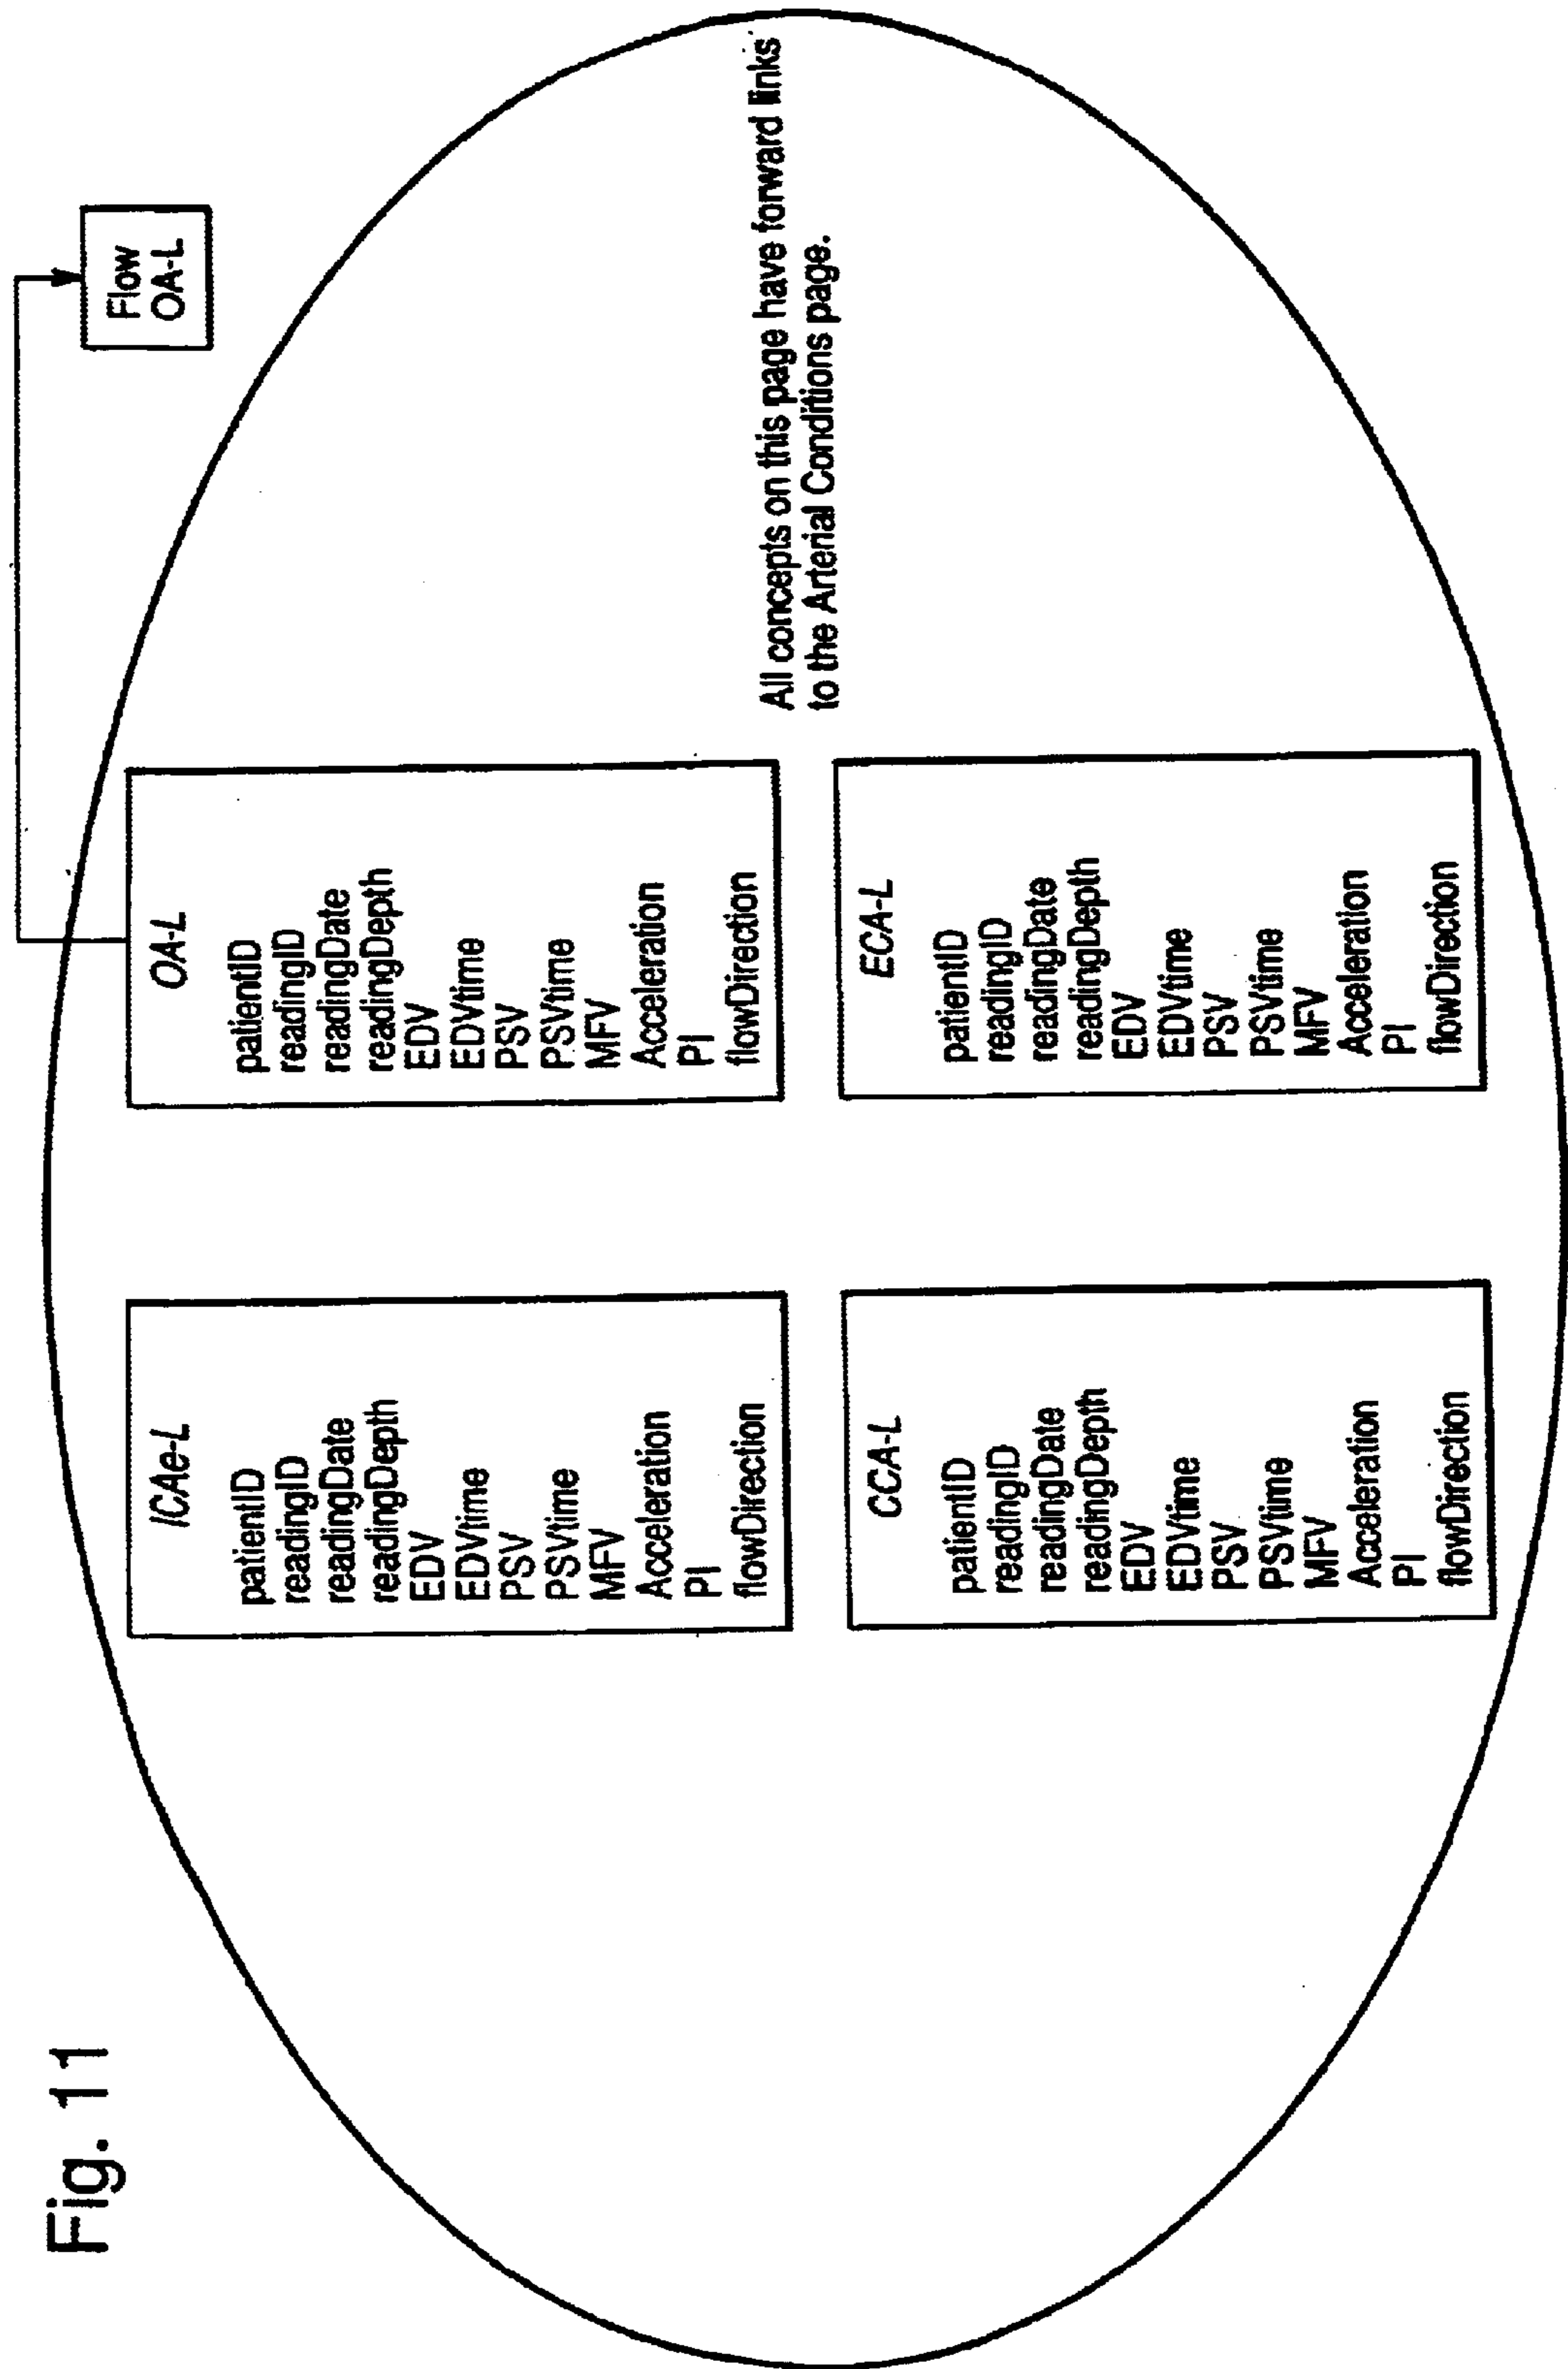 Fig. 11
Flow
OA-L
ICAe-L
patientID
readingID
readingDate
readingDepth
EDV
EDVtime
PSV
PSVtime
MFV
Acceleration
PI
flowDirection
OA-L
patientID
readingID
readingDate
readingDepth
EDV
EDVtime
PSV
PSVtime
MFV
Acceleration
PI
flowDirection
CCA-L
patientID
readingID
readingDate
readingDepth
EDV
EDVtime
PSV
PSVtime
MFV
Acceleration
PI
flowDirection
ECA-L
patientID
readingID
readingDate
readingDepth
EDV
EDVtime
PSV
PSVtime
MFV
Acceleration
PI
flowDirection
All concepts on this page have forward links
to the Arterial Conditions page.